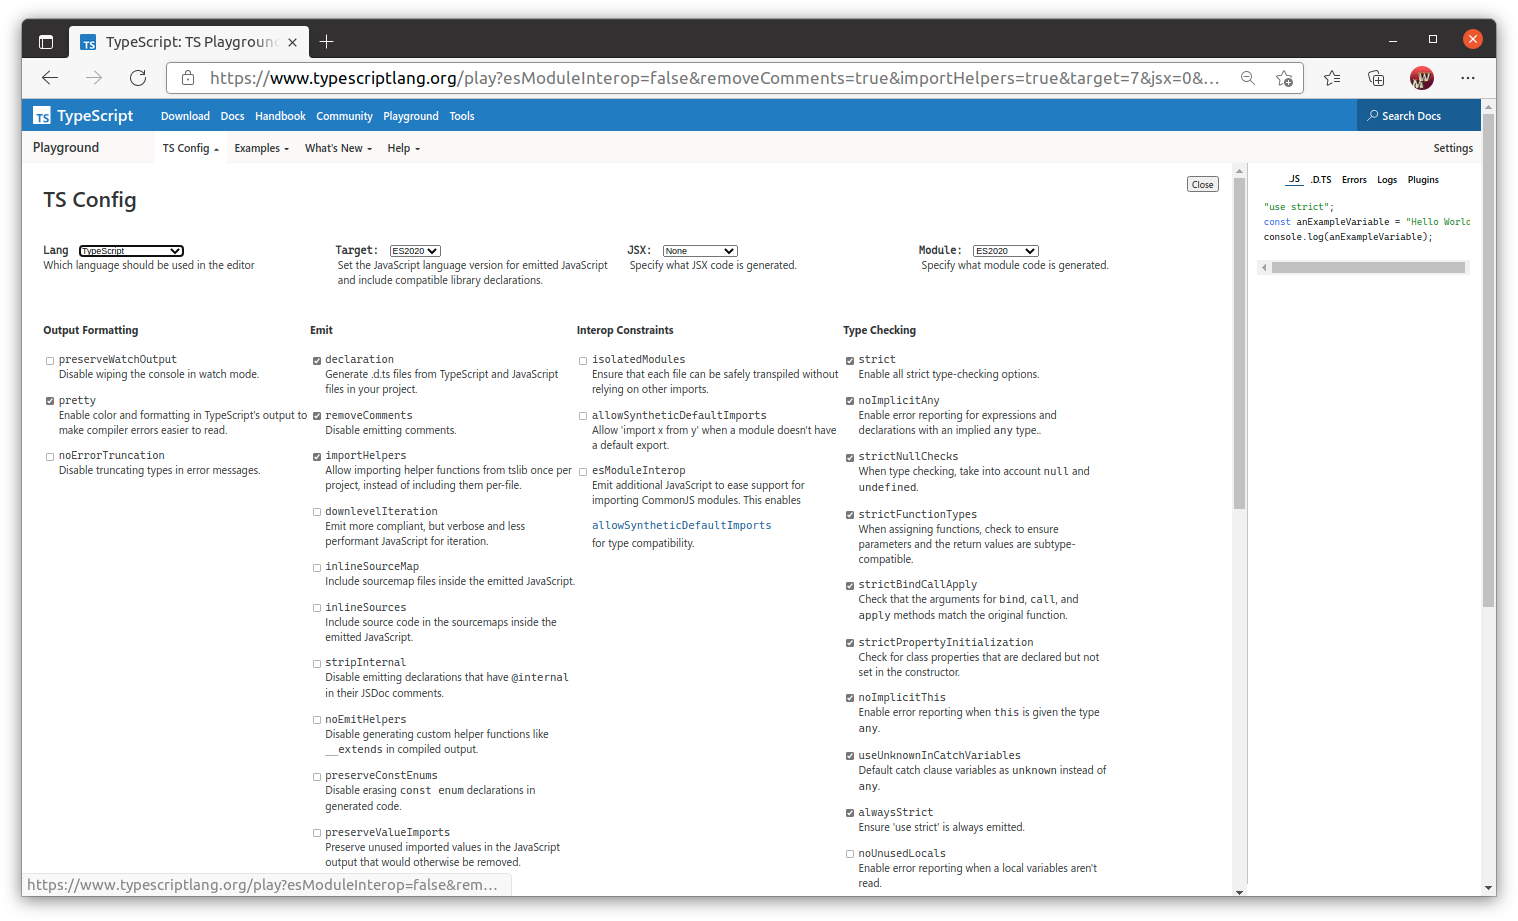 TypeScript: TS Playground
https://www.typescriptlang.org/play?esModuleInterop=false&removeComments=true&importHelpers=true&target=7&jsx=0&...
TS TypeScript Download Docs Handbook Community Playground Tools Search Docs
Playground TS Config Examples What's New Help Settings
TS Config
Close
Lang TypeScript
Which language should be used in the editor
Target: ES2020
Set the JavaScript language version for emitted JavaScript
and include compatible library declarations.
JSX: None
Specify what JSX code is generated.
Module: ES2020
Specify what module code is generated.
Output Formatting
preserveWatchOutput
Disable wiping the console in watch mode.
pretty
Enable color and formatting in TypeScript's output to
make compiler errors easier to read.
noErrorTruncation
Disable truncating types in error messages.
Emit
declaration
Generate .d.ts files from TypeScript and JavaScript
files in your project.
removeComments
Disable emitting comments.
importHelpers
Allow importing helper functions from tslib once per
project, instead of including them per-file.
downlevelIteration
Emit more compliant, but verbose and less
performant JavaScript for iteration.
inlineSourceMap
Include sourcemap files inside the emitted JavaScript.
inlineSources
Include source code in the sourcemaps inside the
emitted JavaScript.
stripInternal
Disable emitting declarations that have @internal
in their JSDoc comments.
noEmitHelpers
Disable generating custom helper functions like
__extends in compiled output.
preserveConstEnums
Disable erasing const enum declarations in
generated code.
preserveValueImports
Preserve unused imported values in the JavaScript
output that would otherwise be removed.
Interop Constraints
isolatedModules
Ensure that each file can be safely transpiled without
relying on other imports.
allowSyntheticDefaultImports
Allow 'import x from y' when a module doesn't have
a default export.
esModuleInterop
Emit additional JavaScript to ease support for
importing CommonJS modules. This enables
allowSyntheticDefaultImports
for type compatibility.
Type Checking
strict
Enable all strict type-checking options.
noImplicitAny
Enable error reporting for expressions and
declarations with an implied any type..
strictNullChecks
When type checking, take into account null and
undefined.
strictFunctionTypes
When assigning functions, check to ensure
parameters and the return values are subtype-
compatible.
strictBindCallApply
Check that the arguments for bind, call, and
apply methods match the original function.
strictPropertyInitialization
Check for class properties that are declared but not
set in the constructor.
noImplicitThis
Enable error reporting when this is given the type
any.
useUnknownInCatchVariables
Default catch clause variables as unknown instead of
any.
alwaysStrict
Ensure 'use strict' is always emitted.
noUnusedLocals
Enable error reporting when a local variables aren't
read.
.JS .D.TS Errors Logs Plugins
"use strict";
const anExampleVariable = "Hello World
console.log(anExampleVariable);
https://www.typescriptlang.org/play?esModuleInterop=false&rem...